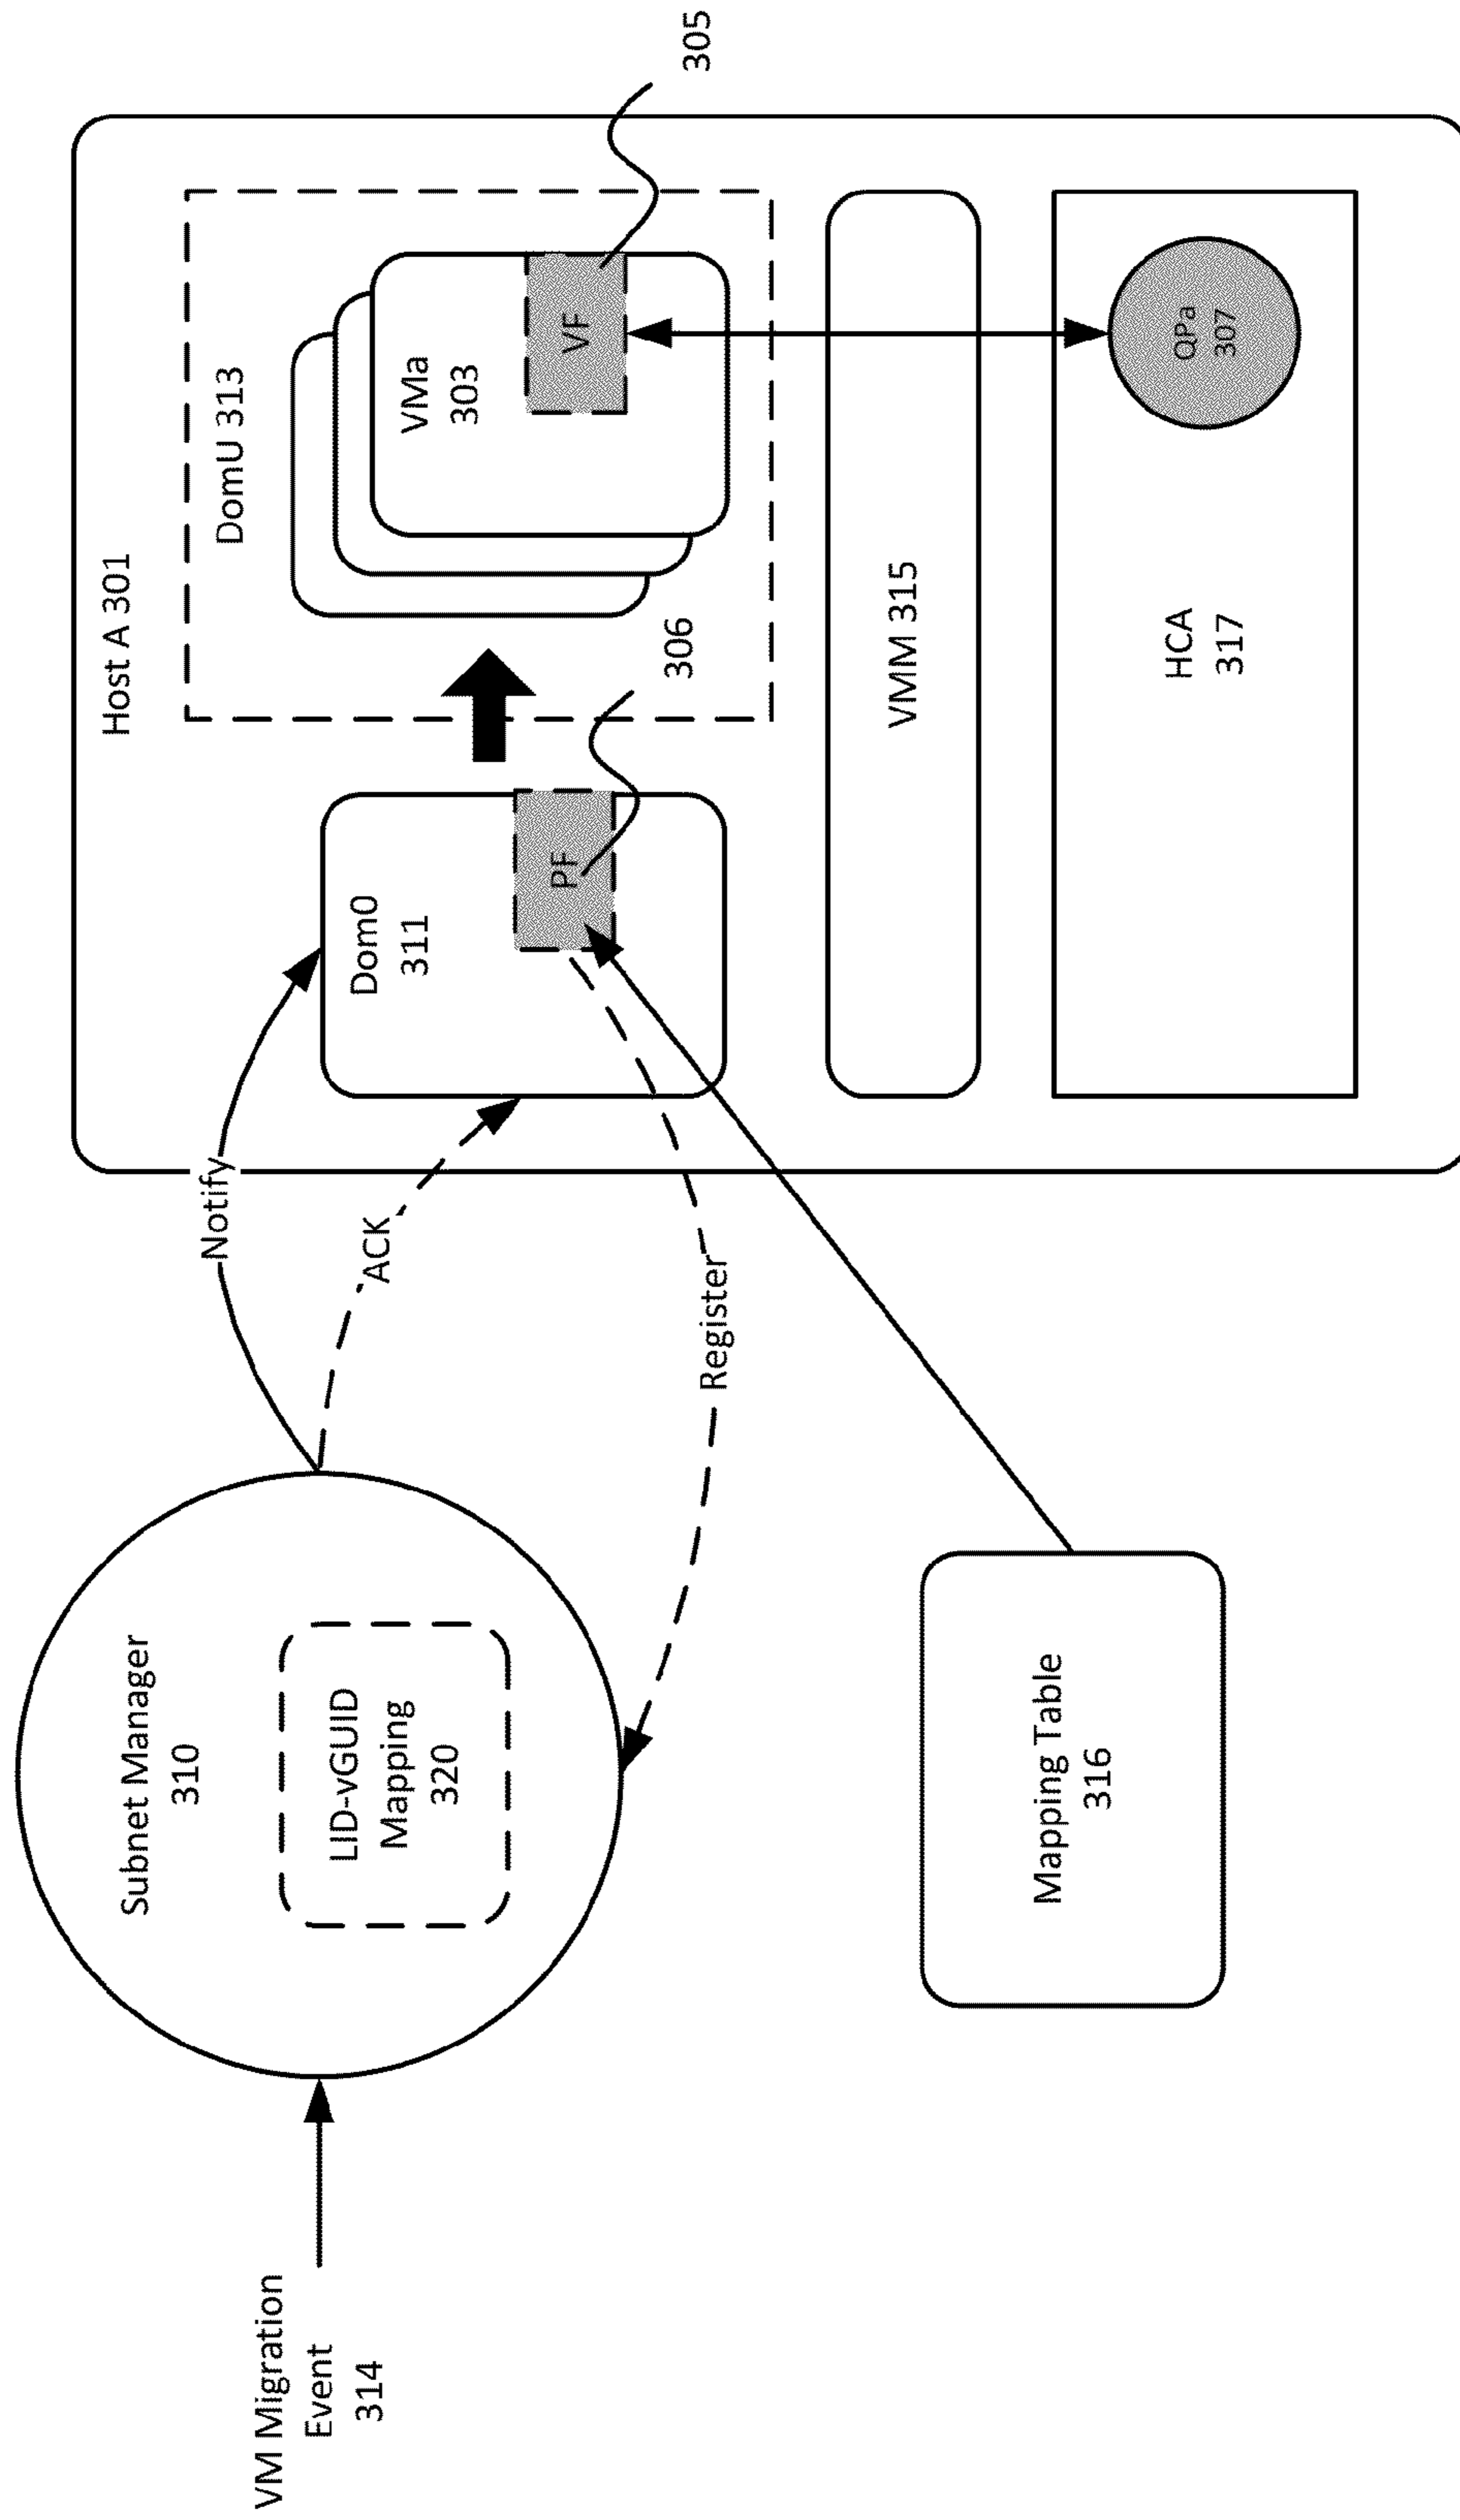 VM Migration
Event
314
Subnet Manager
310
LID-vGUID
Mapping
320
Mapping Table
316
Notify
ACK
Register
Host A 301
Dom0
311
PF
306
DomU 313
VMa
303
VF
305
VMM 315
HCA
317
QPa
307